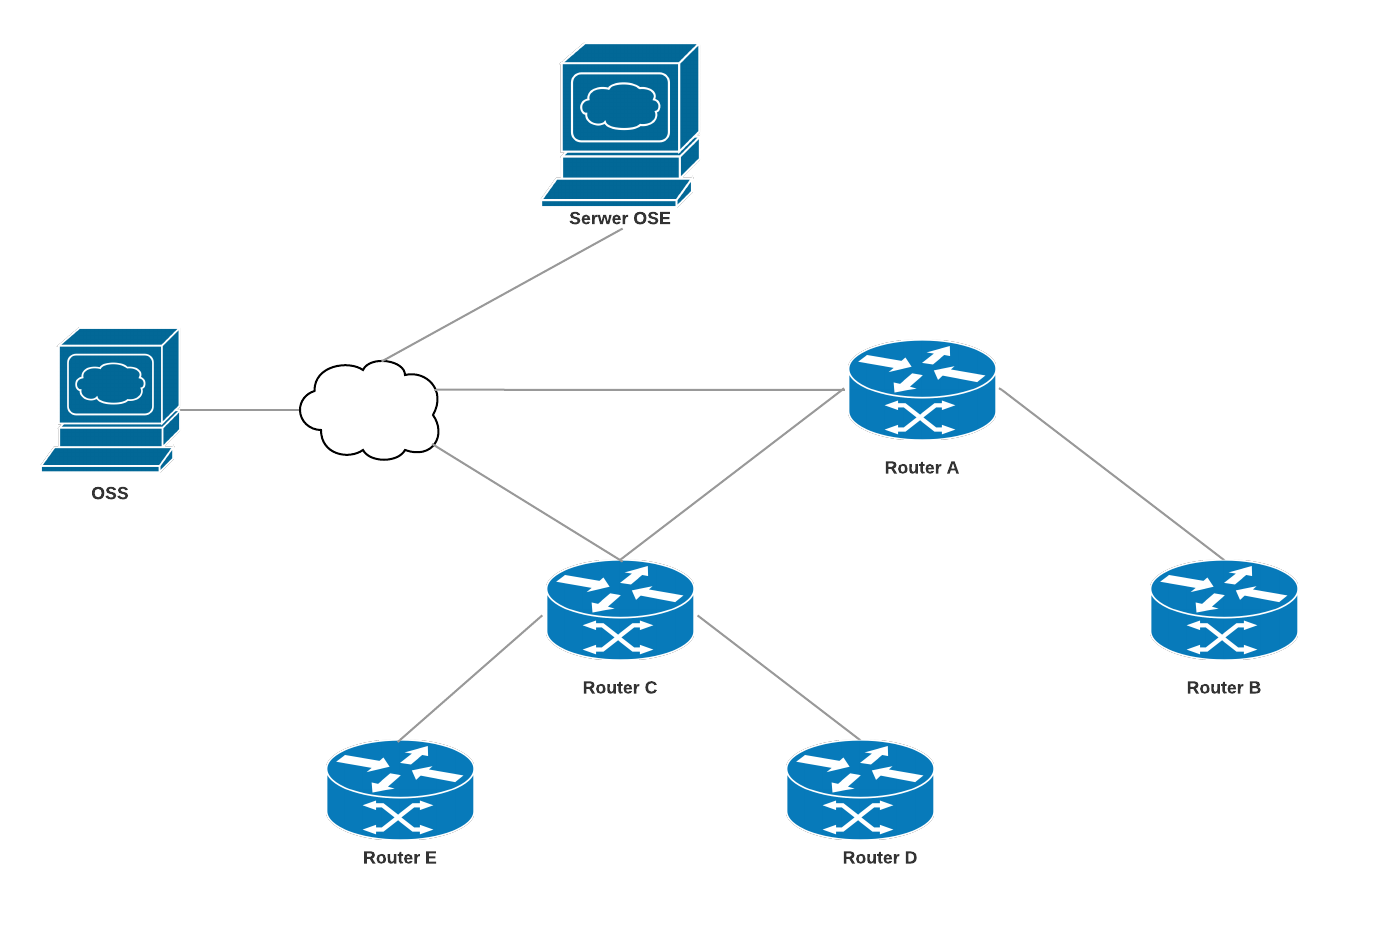 Serwer OSE
OSS
Router A
Router C
Router B
Router E
Router D